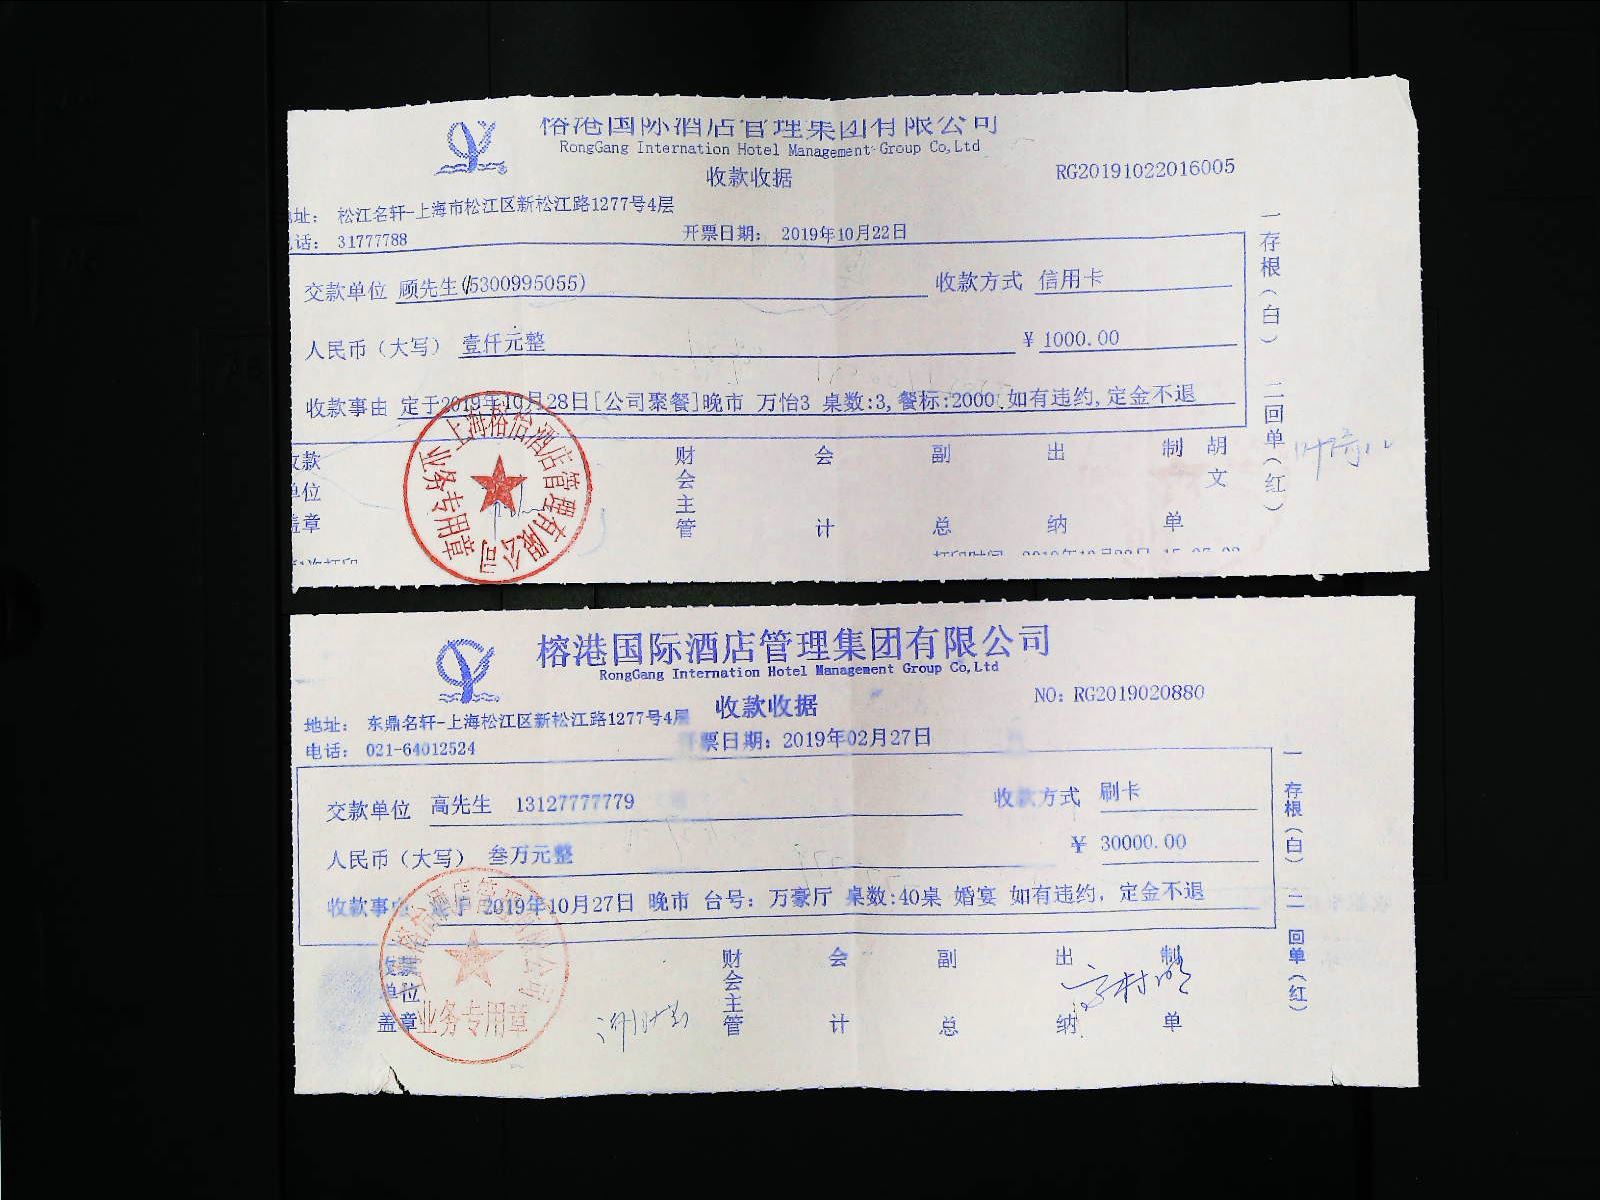 榕港国际酒店管理集团有限公司
RongGang Internation Hotel Management Group Co,Ltd
收款收据
RG20191022016005
址： 松江名轩-上海市松江区新松江路1277号4层
话： 31777788
开票日期： 2019年10月22日
交款单位 顾先生(15300995055) 收款方式 信用卡
人民币（大写） 壹仟元整 ¥ 1000.00
收款事由 定于2019年10月28日[公司聚餐]晚市 万怡3 桌数:3,餐标:2000.如有违约,定金不退
收款单位盖章 财会主管 会计 副总 出纳 制单 胡文
一存根（白） 二回单（红）
上海榕怡酒店管理有限公司
业务专用章
榕港国际酒店管理集团有限公司
RongGang Internation Hotel Management Group Co,Ltd
收款收据
NO: RG2019020880
地址： 东鼎名轩-上海松江区新松江路1277号4层
电话： 021-64012524
开票日期：2019年02月27日
交款单位 高先生 13127777779 收款方式 刷卡
人民币（大写） 叁万元整 ¥ 30000.00
收款事由 定于 2019年10月27日 晚市 台号：万豪厅 桌数:40桌 婚宴 如有违约，定金不退
收款单位盖章 财会主管 会计 副总 出纳 制单
一 存根（白） 二 回单（红）
业务专用章